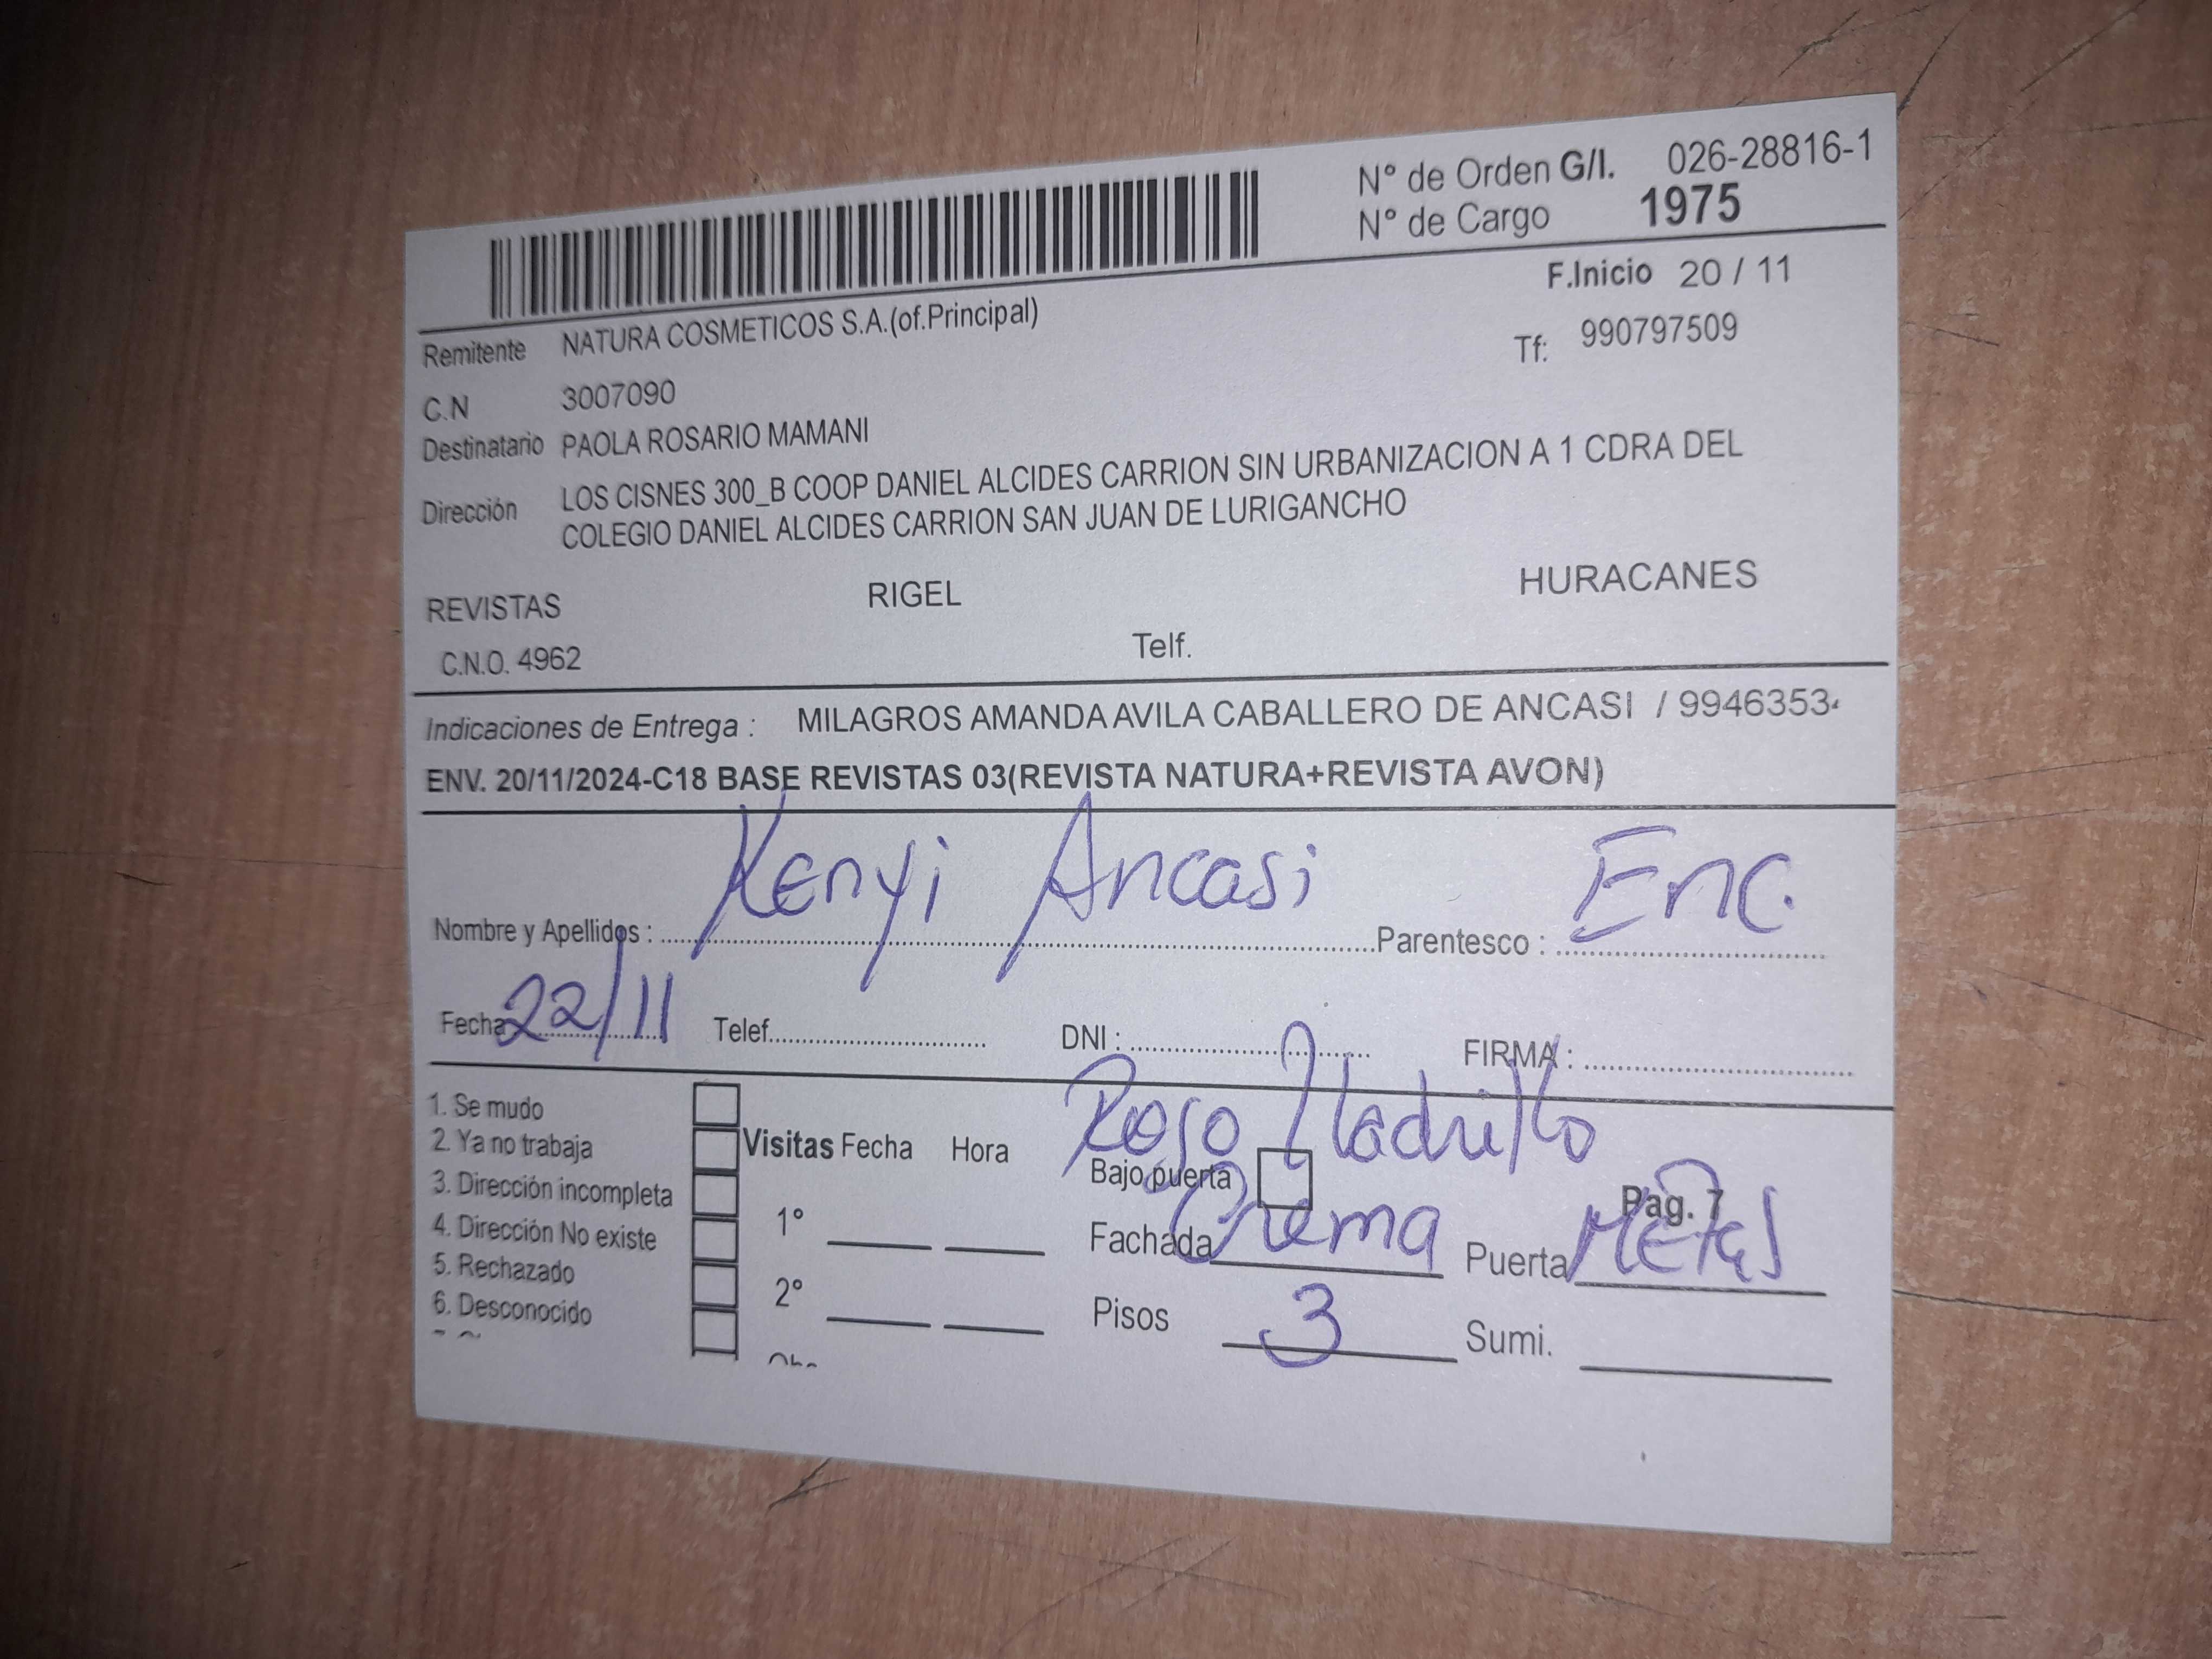 N° de Orden G/I. 026-28816-1
N° de Cargo 1975
F.Inicio 20 / 11
Remitente NATURA COSMETICOS S.A.(of.Principal)
Tf: 990797509
C.N 3007090
Destinatario PAOLA ROSARIO MAMANI
Dirección LOS CISNES 300_B COOP DANIEL ALCIDES CARRION SIN URBANIZACION A 1 CDRA DEL
COLEGIO DANIEL ALCIDES CARRION SAN JUAN DE LURIGANCHO
REVISTAS RIGEL HURACANES
C.N.O. 4962 Telf.
Indicaciones de Entrega : MILAGROS AMANDA AVILA CABALLERO DE ANCASI / 9946353
ENV. 20/11/2024-C18 BASE REVISTAS 03(REVISTA NATURA+REVISTA AVON)
Nombre y Apellidos : Kenyi Ancasi Parentesco : Enc.
Fecha 22/11 Telef. DNI : FIRMA :
1. Se mudo
2. Ya no trabaja
3. Dirección incompleta
4. Dirección No existe
5. Rechazado
6. Desconocido
Visitas Fecha Hora
1°
2°
Rojo /ladrillo
Bajo puerta
Pag. 7
Fachada Crema Puerta Metal
Pisos 3 Sumi.